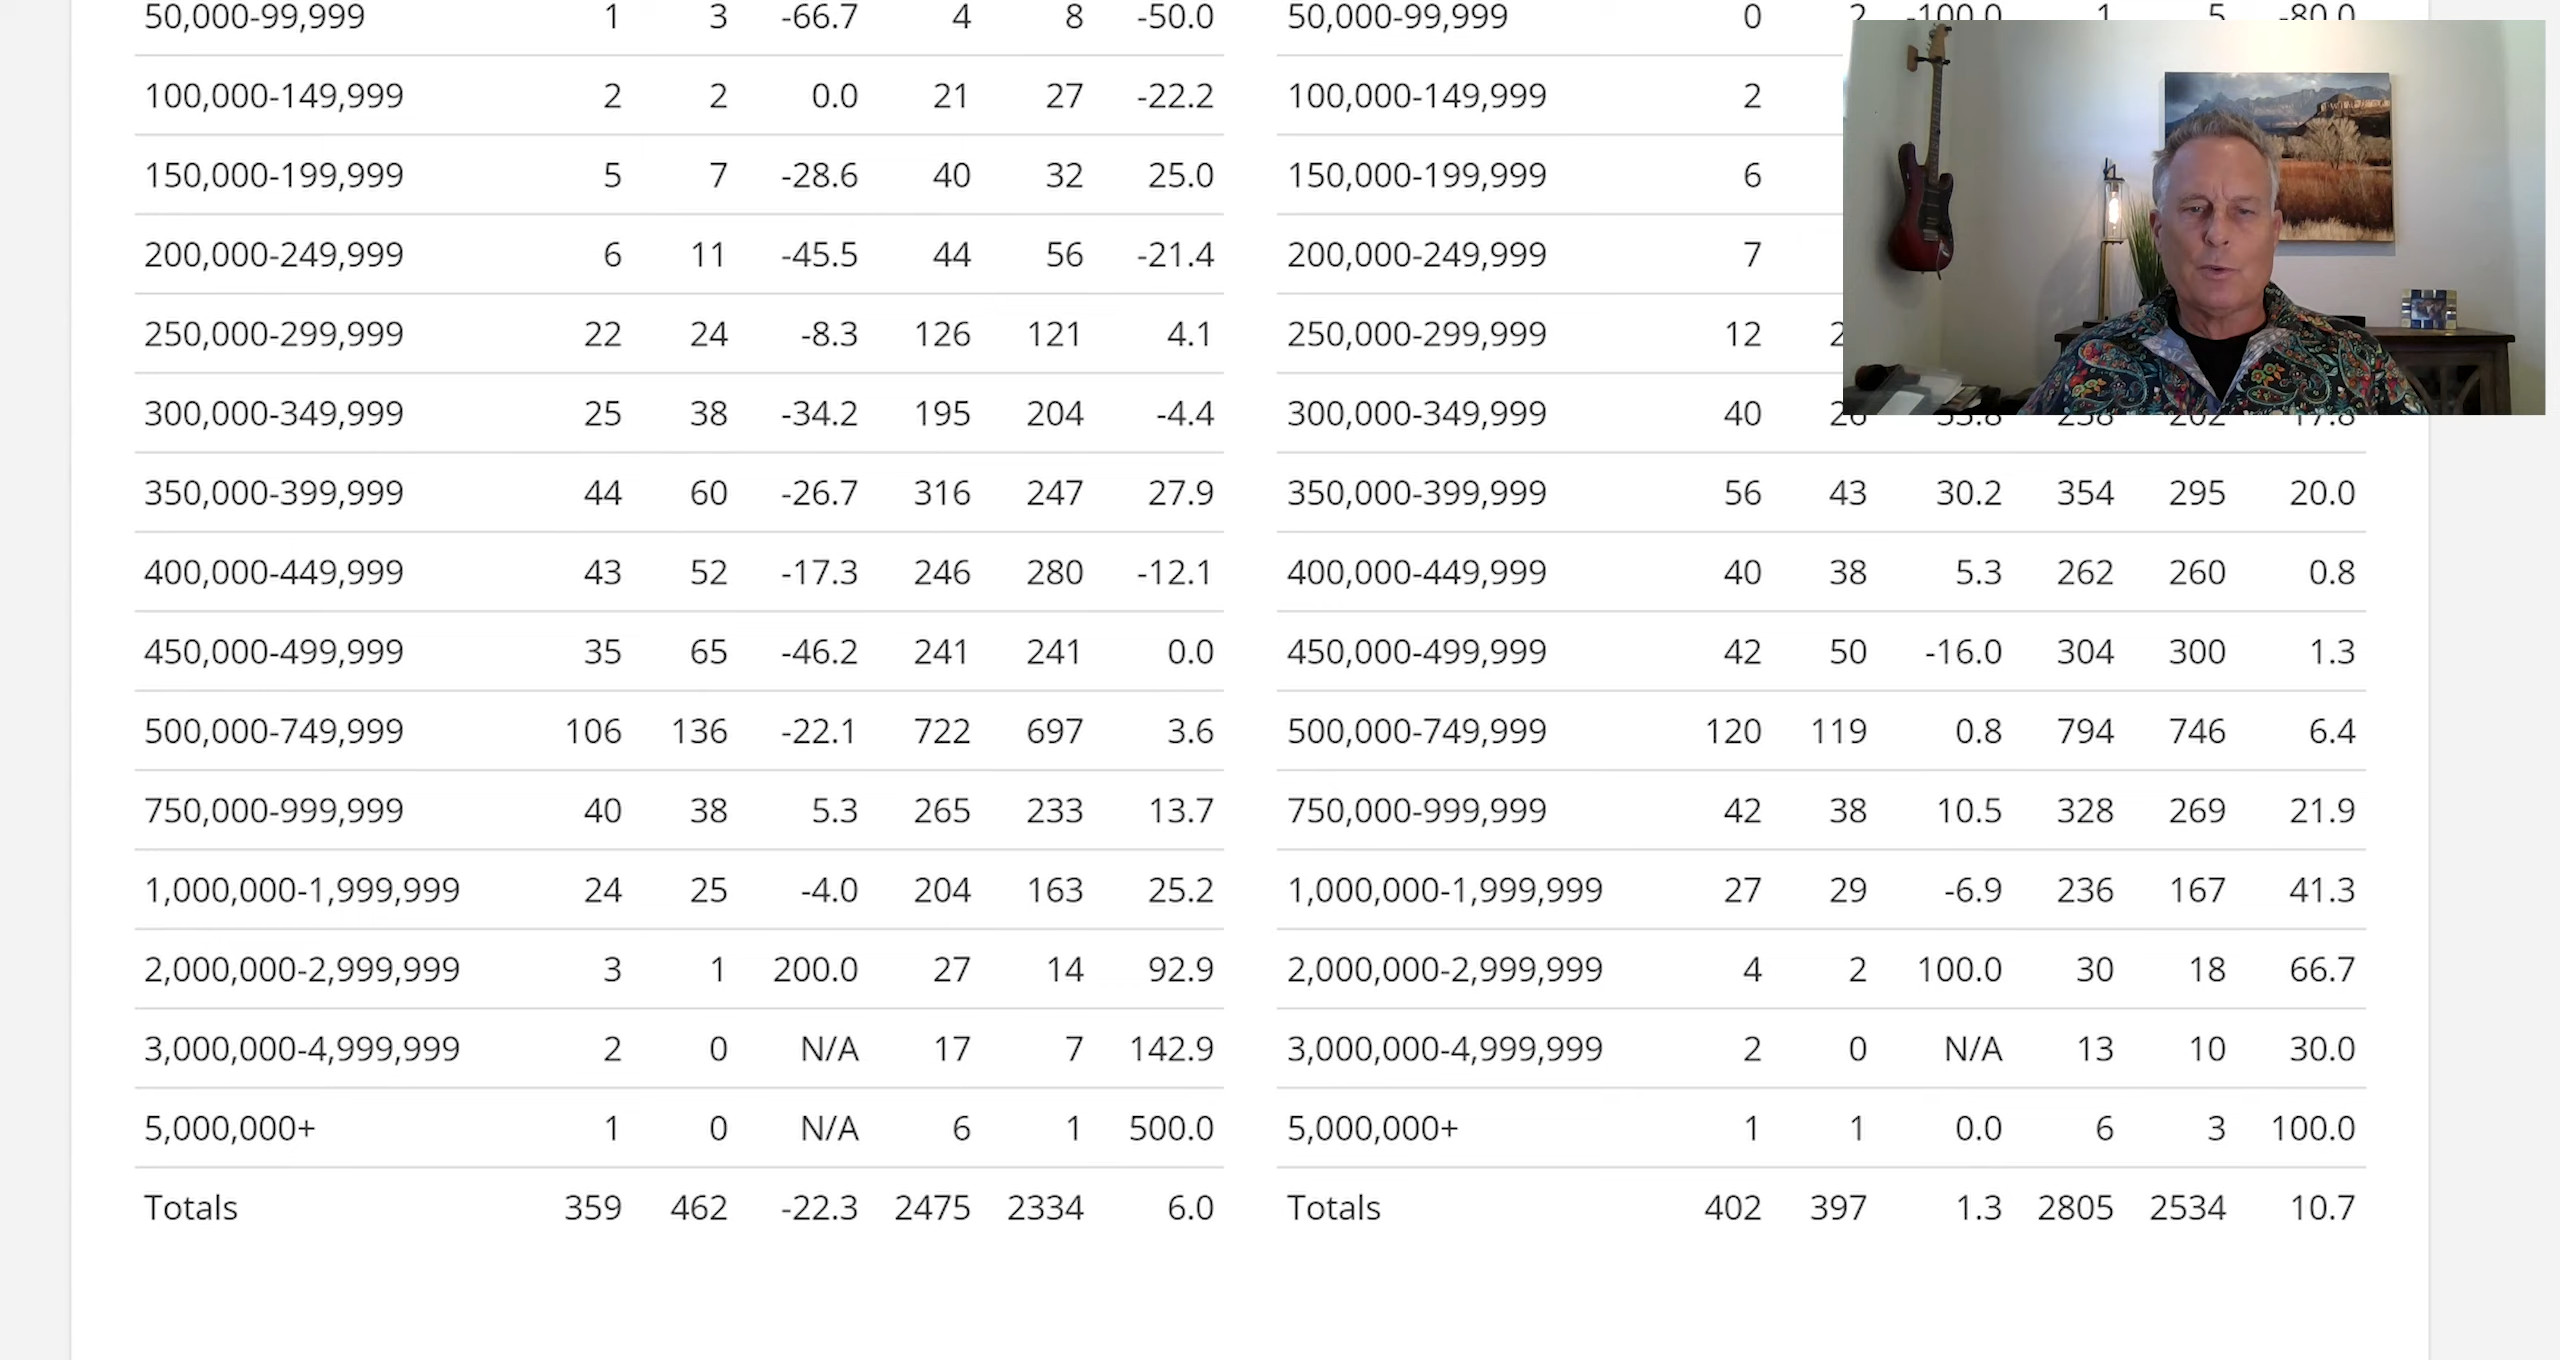 50,000-99,999 1 3 -66.7 4 8 -50.0 50,000-99,999 0 2 -100.0 1 5 -80.0
100,000-149,999 2 2 0.0 21 27 -22.2 100,000-149,999 2
150,000-199,999 5 7 -28.6 40 32 25.0 150,000-199,999 6
200,000-249,999 6 11 -45.5 44 56 -21.4 200,000-249,999 7
250,000-299,999 22 24 -8.3 126 121 4.1 250,000-299,999 12
300,000-349,999 25 38 -34.2 195 204 -4.4 300,000-349,999 40 26 53.8 238 202 17.8
350,000-399,999 44 60 -26.7 316 247 27.9 350,000-399,999 56 43 30.2 354 295 20.0
400,000-449,999 43 52 -17.3 246 280 -12.1 400,000-449,999 40 38 5.3 262 260 0.8
450,000-499,999 35 65 -46.2 241 241 0.0 450,000-499,999 42 50 -16.0 304 300 1.3
500,000-749,999 106 136 -22.1 722 697 3.6 500,000-749,999 120 119 0.8 794 746 6.4
750,000-999,999 40 38 5.3 265 233 13.7 750,000-999,999 42 38 10.5 328 269 21.9
1,000,000-1,999,999 24 25 -4.0 204 163 25.2 1,000,000-1,999,999 27 29 -6.9 236 167 41.3
2,000,000-2,999,999 3 1 200.0 27 14 92.9 2,000,000-2,999,999 4 2 100.0 30 18 66.7
3,000,000-4,999,999 2 0 N/A 17 7 142.9 3,000,000-4,999,999 2 0 N/A 13 10 30.0
5,000,000+ 1 0 N/A 6 1 500.0 5,000,000+ 1 1 0.0 6 3 100.0
Totals 359 462 -22.3 2475 2334 6.0 Totals 402 397 1.3 2805 2534 10.7